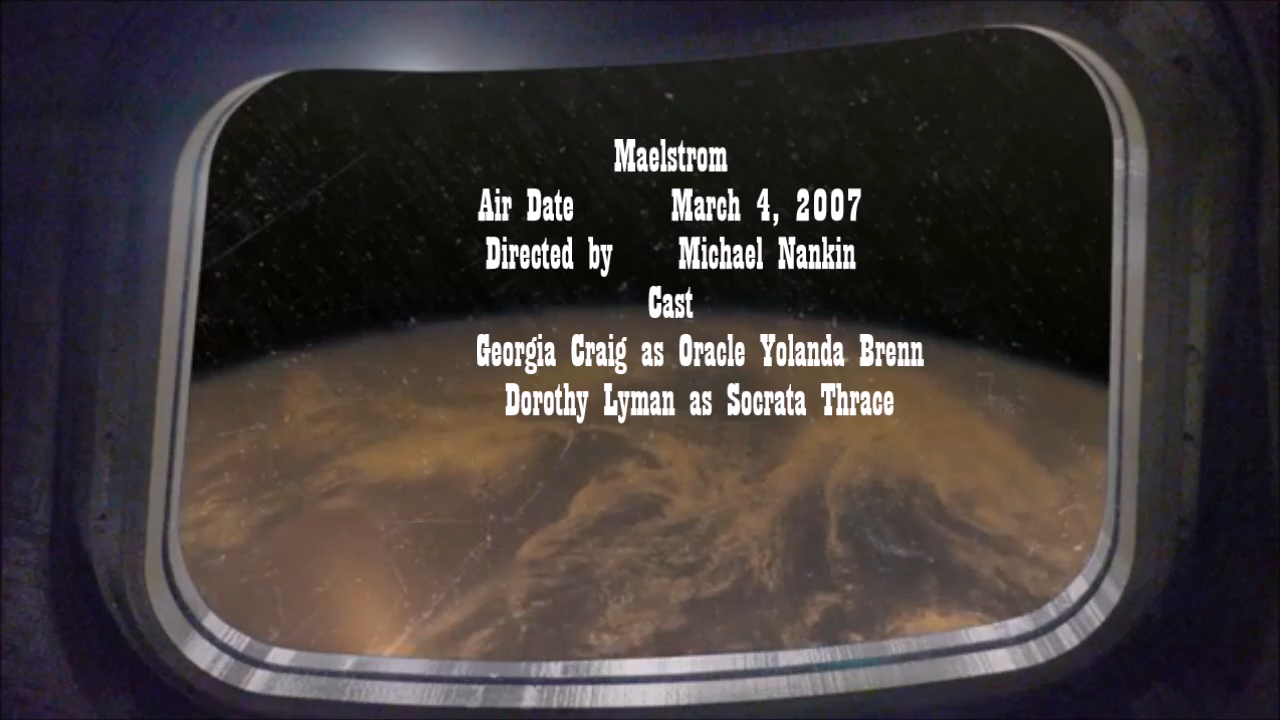 Maelstrom
Air Date March 4, 2007
Directed by Michael Nankin
Cast
Georgia Craig as Oracle Yolanda Brenn
Dorothy Lyman as Socrata Thrace